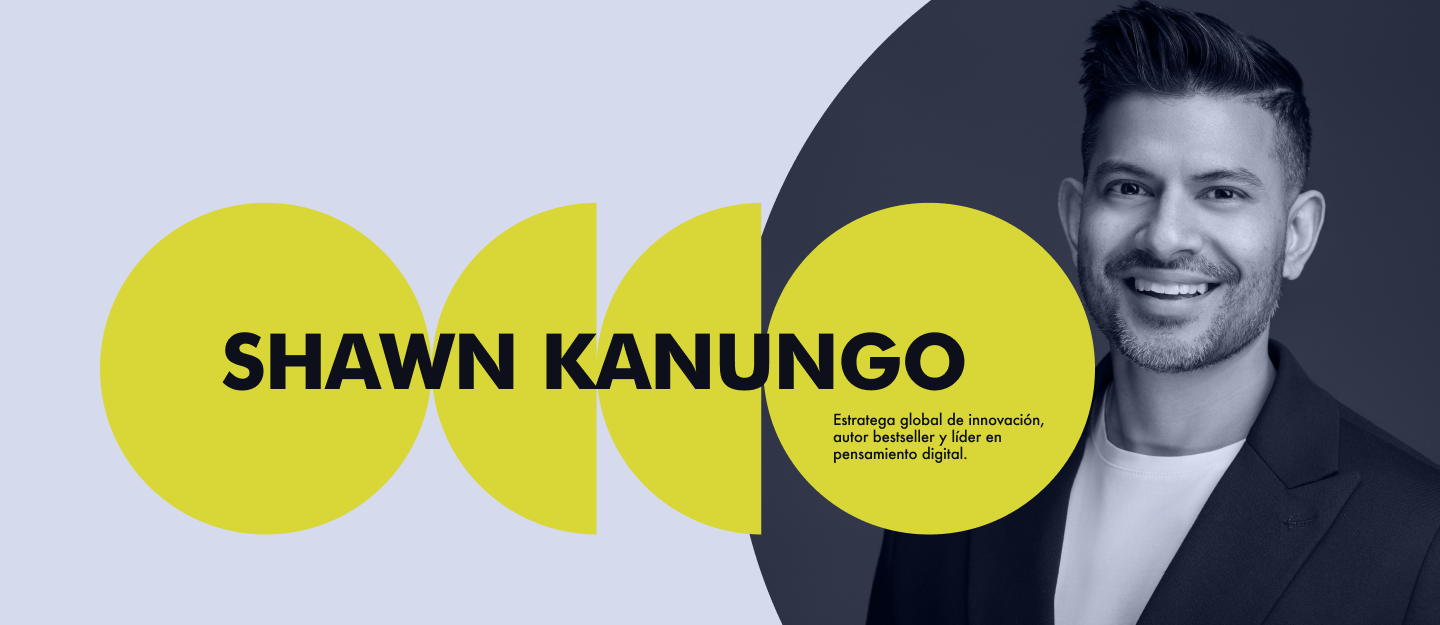 SHAWN KANUNGO
Estratega global de innovación,
autor bestseller y líder en
pensamiento digital.